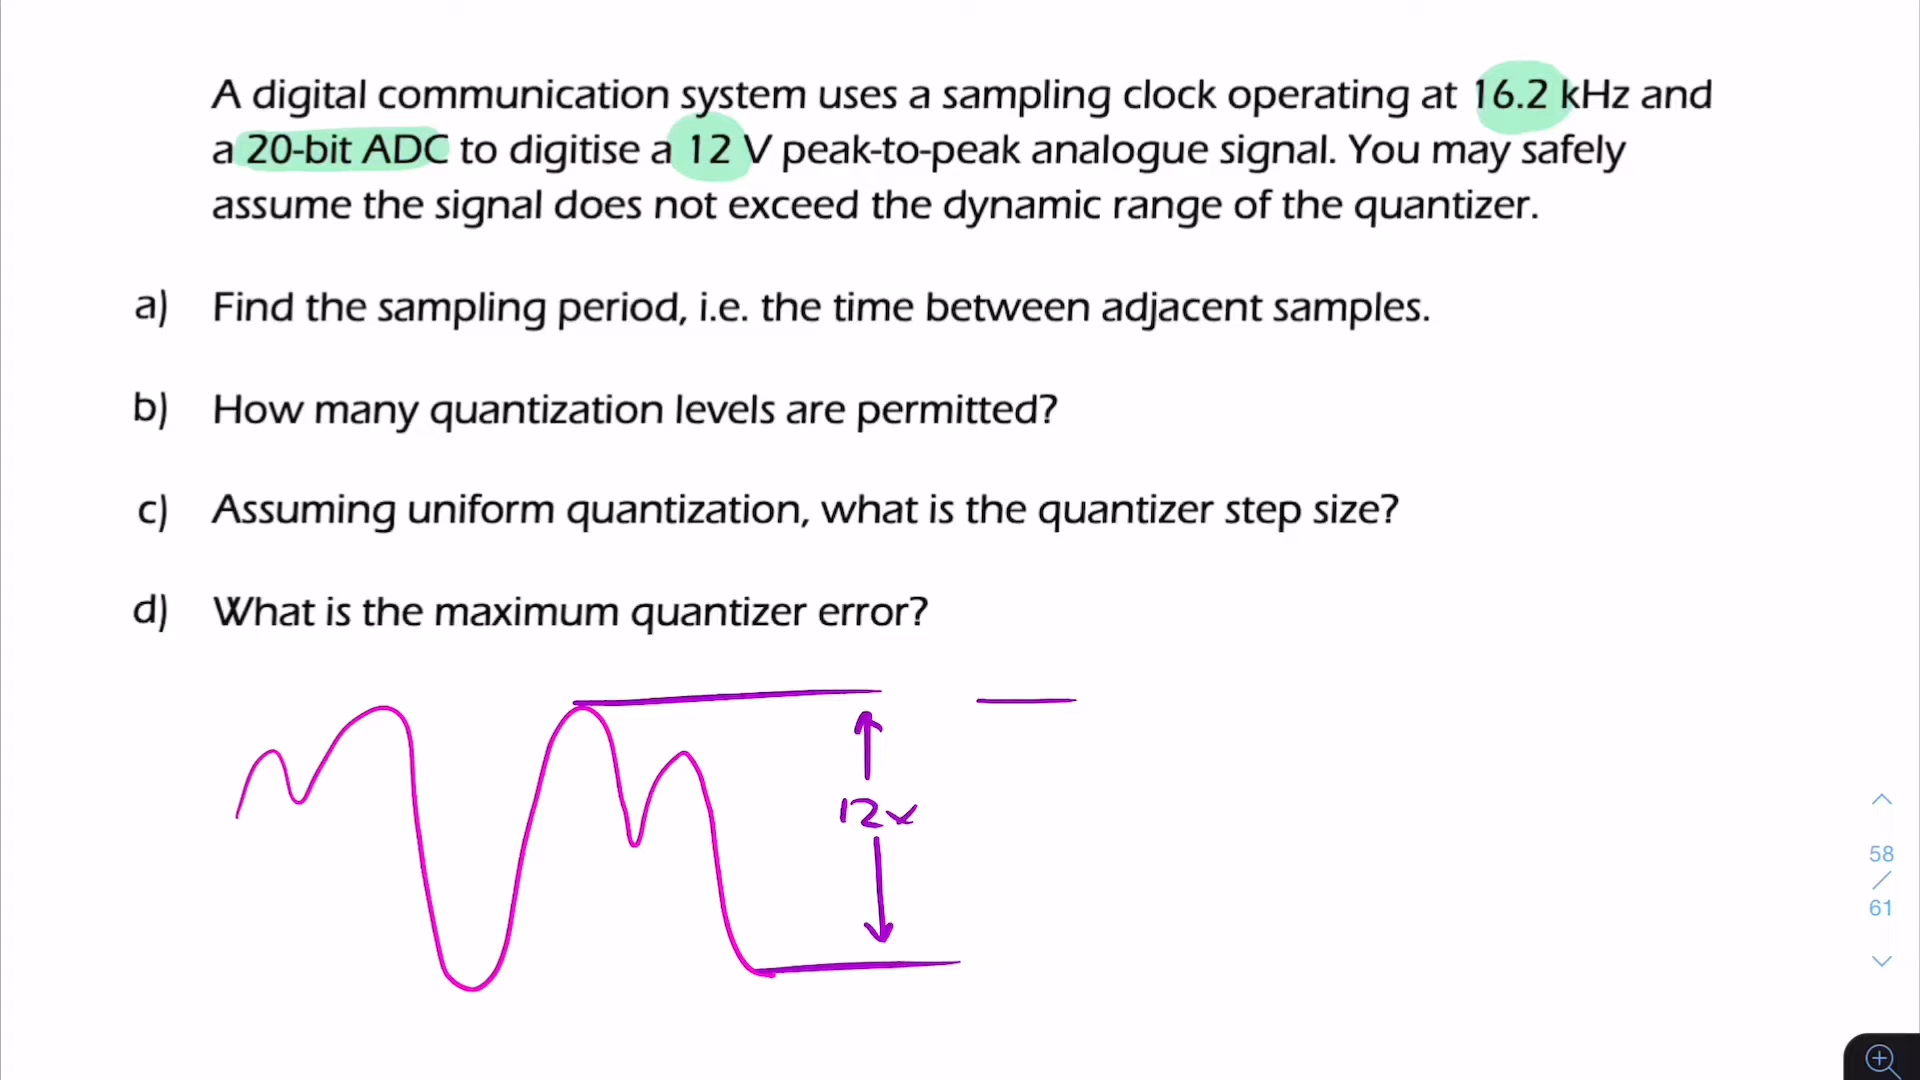 A digital communication system uses a sampling clock operating at 16.2 kHz and
a 20-bit ADC to digitise a 12 V peak-to-peak analogue signal. You may safely
assume the signal does not exceed the dynamic range of the quantizer.
a) Find the sampling period, i.e. the time between adjacent samples.
b) How many quantization levels are permitted?
c) Assuming uniform quantization, what is the quantizer step size?
d) What is the maximum quantizer error?
12v
58
/
61